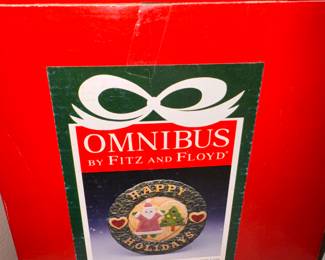 OMNIBUS
BY FITZ AND FLOYD®
HAPPY
HOLIDAYS